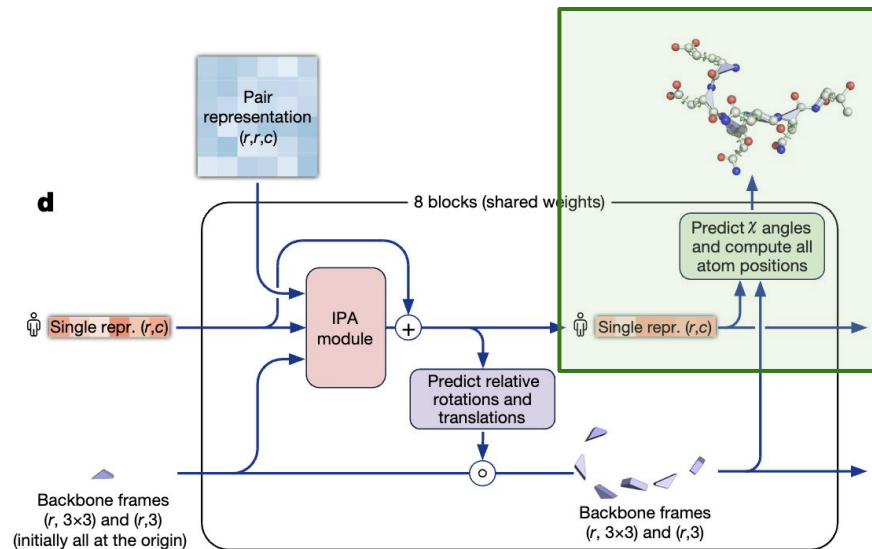 Pair
representation
(r,r,c)
d
8 blocks (shared weights)
Predict χ angles
and compute all
atom positions
Single repr. (r,c)
IPA
module
+
Single repr. (r,c)
Predict relative
rotations and
translations
Backbone frames
(r, 3×3) and (r,3)
(initially all at the origin)
Backbone frames
(r, 3×3) and (r,3)